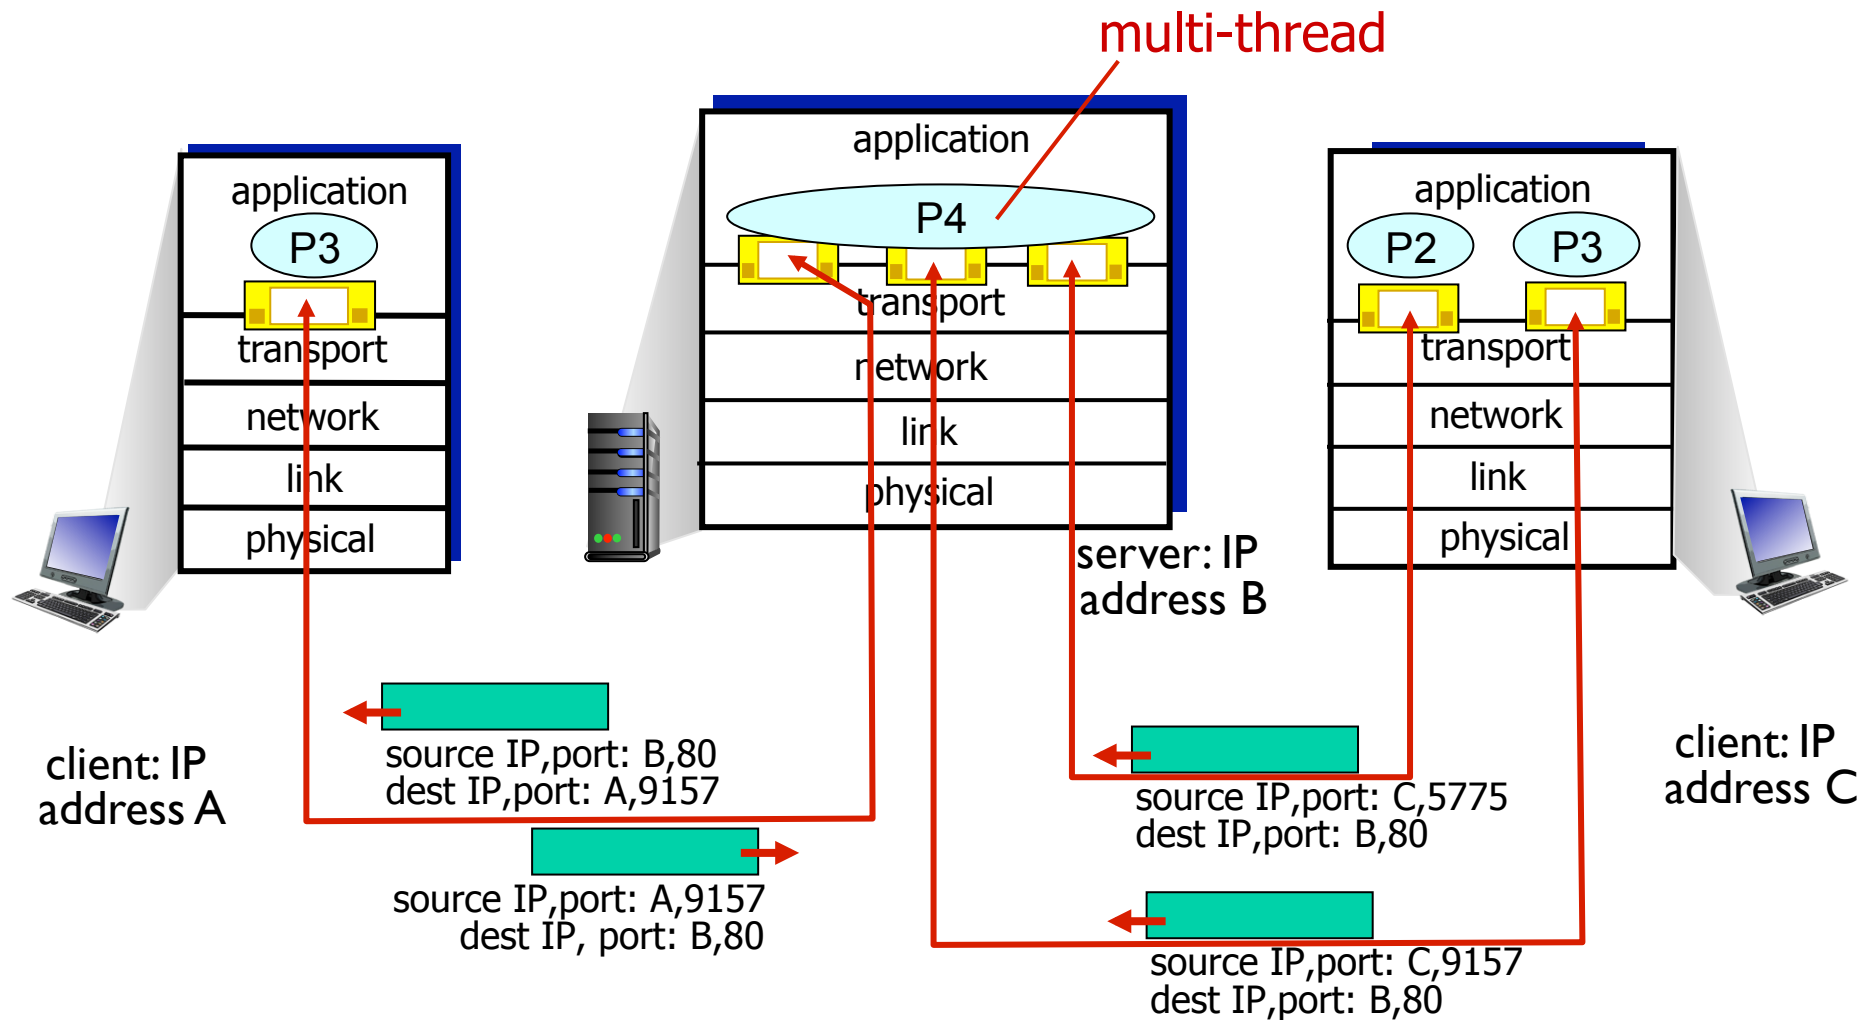 multi-thread
application
P3
transport
network
link
physical
application
P4
transport
network
link
physical
application
P2
P3
transport
network
link
physical
server: IP
address B
client: IP
address A
source IP,port: B,80
dest IP,port: A,9157
source IP,port: A,9157
dest IP, port: B,80
source IP,port: C,5775
dest IP,port: B,80
source IP,port: C,9157
dest IP,port: B,80
client: IP
address C